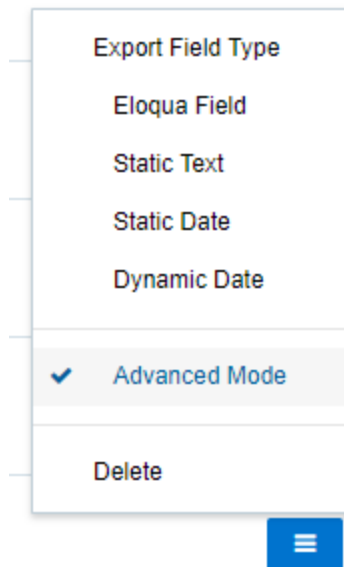 Export Field Type
Eloqua Field
Static Text
Static Date
Dynamic Date
Advanced Mode
Delete